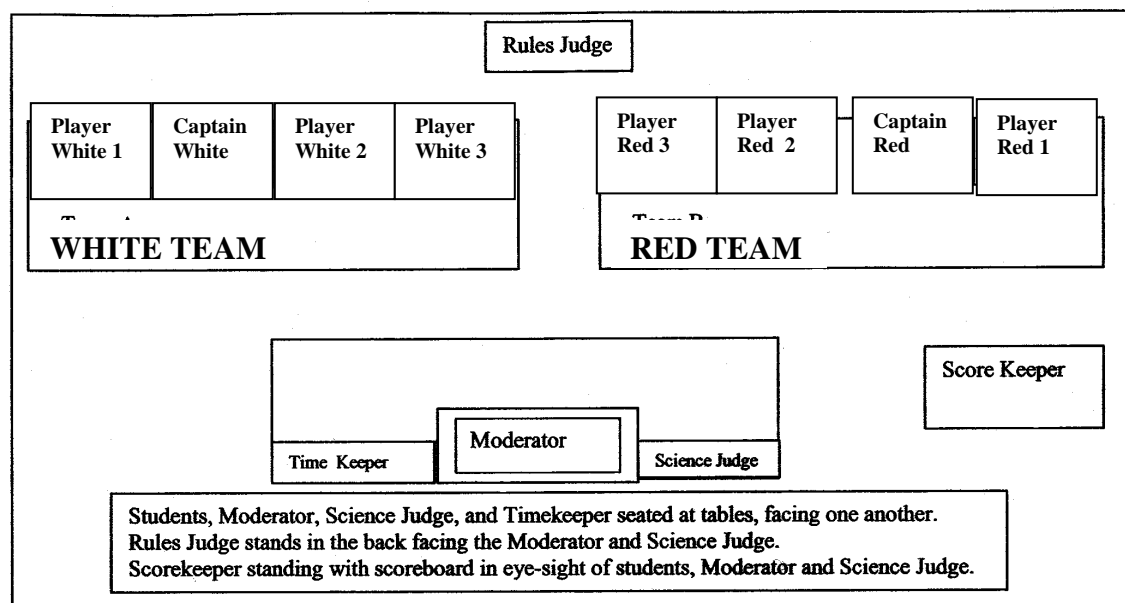 Rules Judge
Player
White 1
Captain
White
Player
White 2
Player
White 3
Player
Red 3
Player
Red 2
Captain
Red
Player
Red 1
WHITE TEAM
RED TEAM
Score Keeper
Moderator
Time Keeper
Science Judge
Students, Moderator, Science Judge, and Timekeeper seated at tables, facing one another.
Rules Judge stands in the back facing the Moderator and Science Judge.
Scorekeeper standing with scoreboard in eye-sight of students, Moderator and Science Judge.